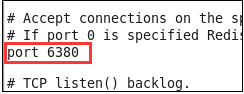 # Accept connections on the sp
# If port 0 is specified Redis
port 6380
# TCP listen() backlog.